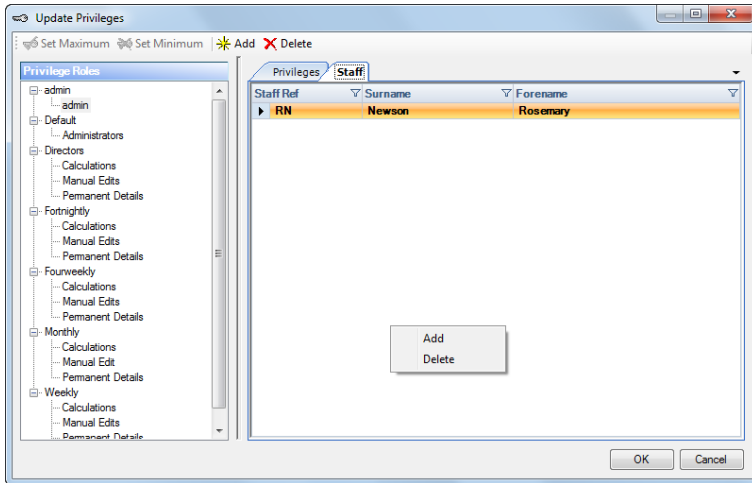 Update Privileges
Set Maximum Set Minimum Add Delete
Privilege Roles
admin
admin
Default
Administrators
Directors
Calculations
Manual Edits
Permanent Details
Fortnightly
Calculations
Manual Edits
Permanent Details
Fourweekly
Calculations
Manual Edits
Permanent Details
Monthly
Calculations
Manual Edit
Permanent Details
Weekly
Calculations
Manual Edits
Permanent Details
Privileges Staff
Staff Ref Surname Forename
RN Newson Rosemary
Add
Delete
OK Cancel